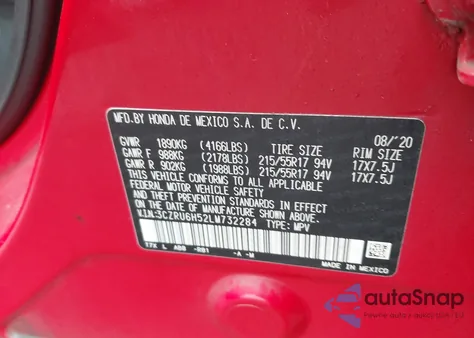 MFD.BY HONDA DE MEXICO S.A. DE C.V.
08/'20
GVWR 1890KG (4166LBS) TIRE SIZE RIM SIZE
GAWR F 988KG (2178LBS) 215/55R17 94V 17X7.5J
GAWR R 902KG (1988LBS) 215/55R17 94V 17X7.5J
THIS VEHICLE CONFORMS TO ALL APPLICABLE
FEDERAL MOTOR VEHICLE SAFETY AND
THEFT PREVENTION STANDARDS IN EFFECT ON THE
DATE OF MANUFACTURE SHOWN ABOVE.
V.I.N:3CZRU6H52LM732284 TYPE: MPV
T7X L -A -M
MADE IN MEXICO
autoSnap